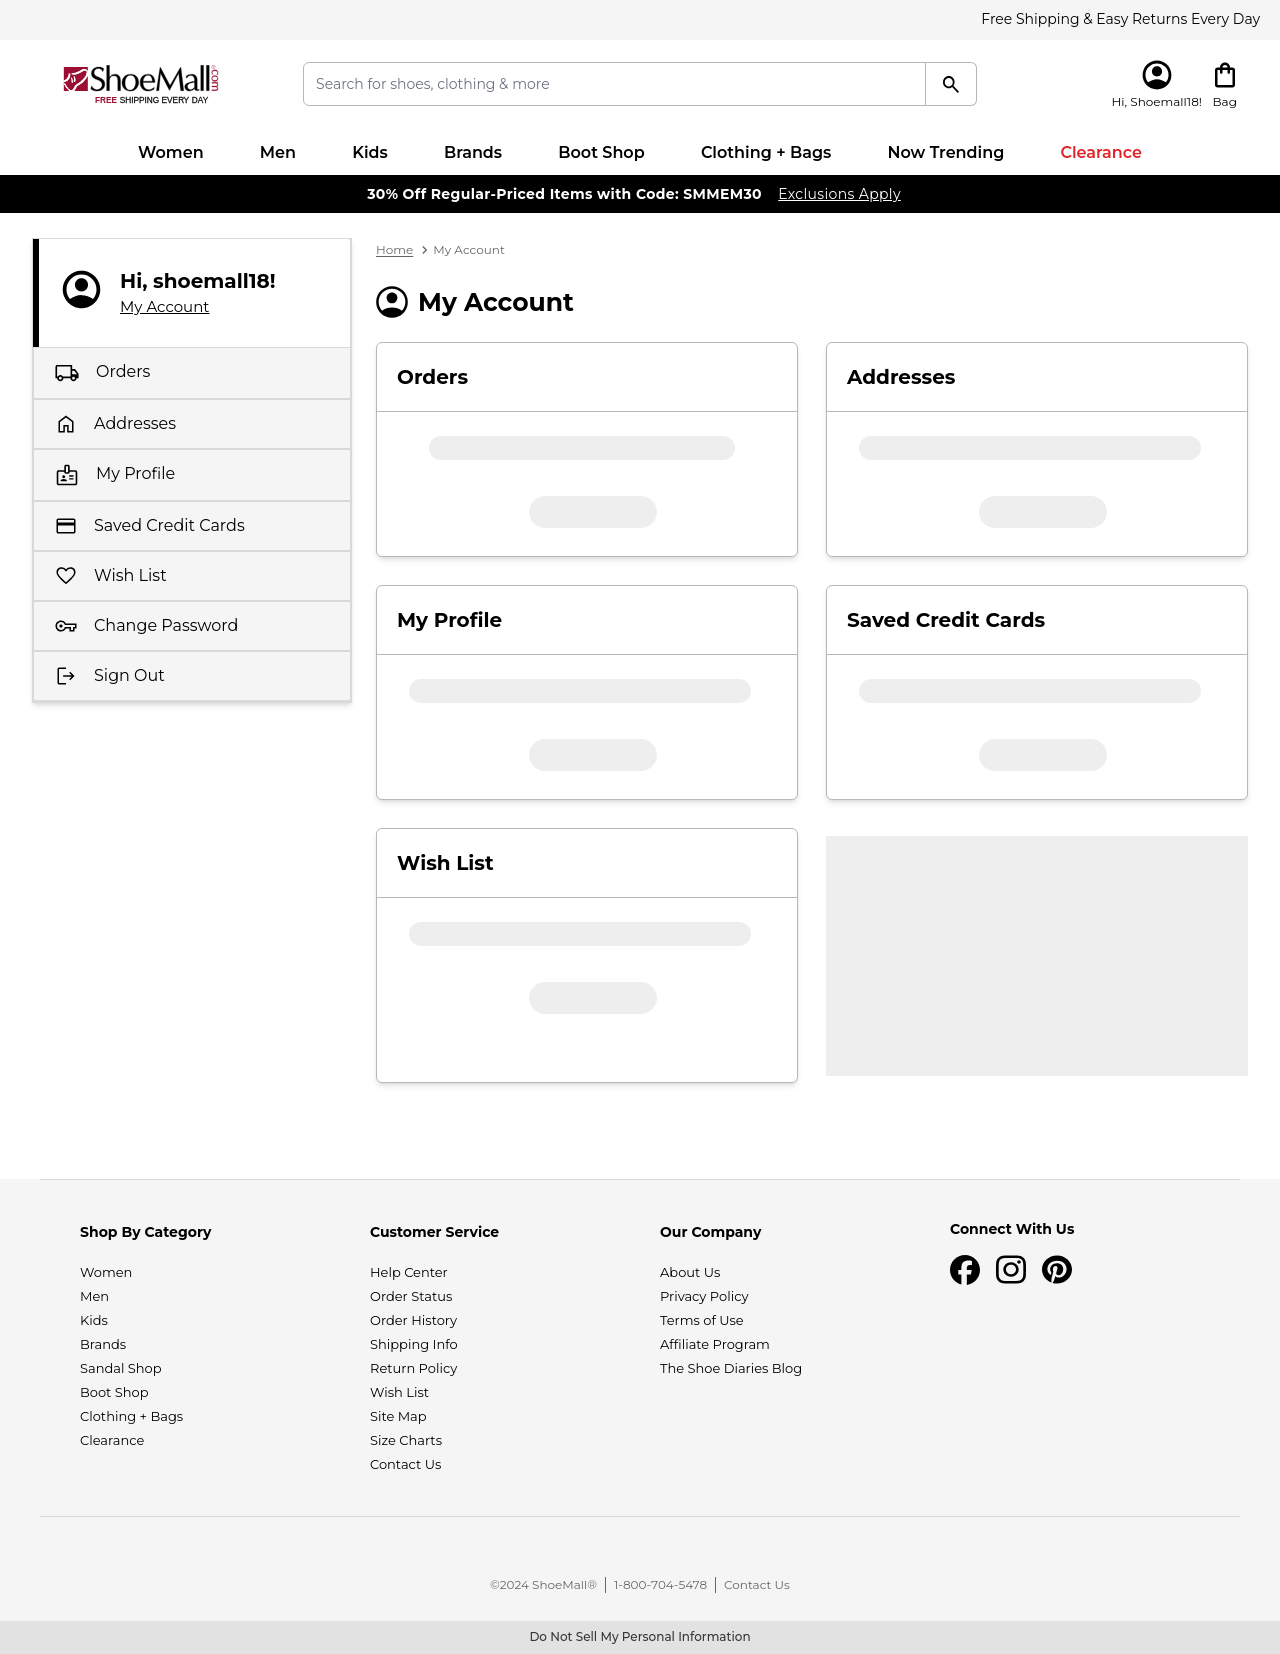 Free Shipping & Easy Returns Every Day
ShoeMall.com
FREE SHIPPING EVERY DAY
Search for shoes, clothing & more
Hi, Shoemall18!
Bag
Women
Men
Kids
Brands
Boot Shop
Clothing + Bags
Now Trending
Clearance
30% Off Regular-Priced Items with Code: SMMEM30 Exclusions Apply
Hi, shoemall18!
My Account
Orders
Addresses
My Profile
Saved Credit Cards
Wish List
Change Password
Sign Out
Home > My Account
My Account
Orders
Addresses
My Profile
Saved Credit Cards
Wish List
Shop By Category
Women
Men
Kids
Brands
Sandal Shop
Boot Shop
Clothing + Bags
Clearance
Customer Service
Help Center
Order Status
Order History
Shipping Info
Return Policy
Wish List
Site Map
Size Charts
Contact Us
Our Company
About Us
Privacy Policy
Terms of Use
Affiliate Program
The Shoe Diaries Blog
Connect With Us
©2024 ShoeMall® | 1-800-704-5478 | Contact Us
Do Not Sell My Personal Information